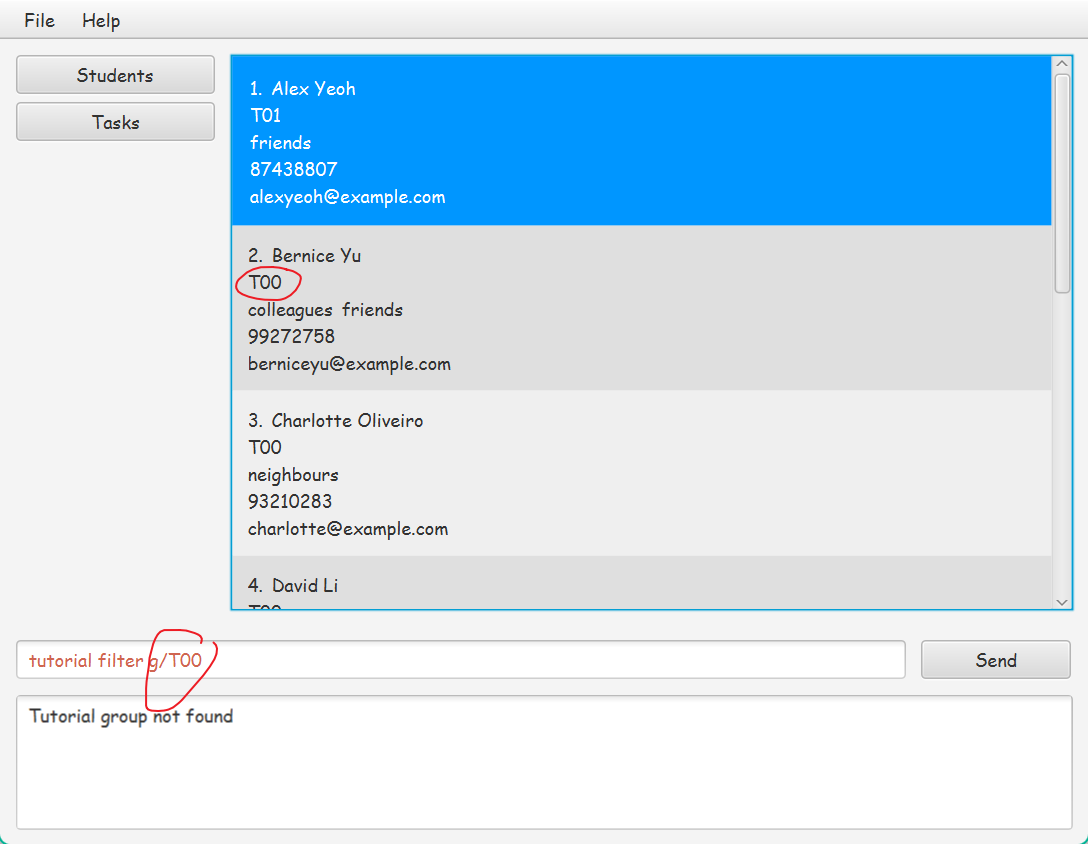 File Help
Students
Tasks
1. Alex Yeoh
T01
friends
87438807
alexyeoh@example.com
2. Bernice Yu
T00
colleagues friends
99272758
berniceyu@example.com
3. Charlotte Oliveiro
T00
neighbours
93210283
charlotte@example.com
4. David Li
T00
tutorial filter g/T00
Send
Tutorial group not found